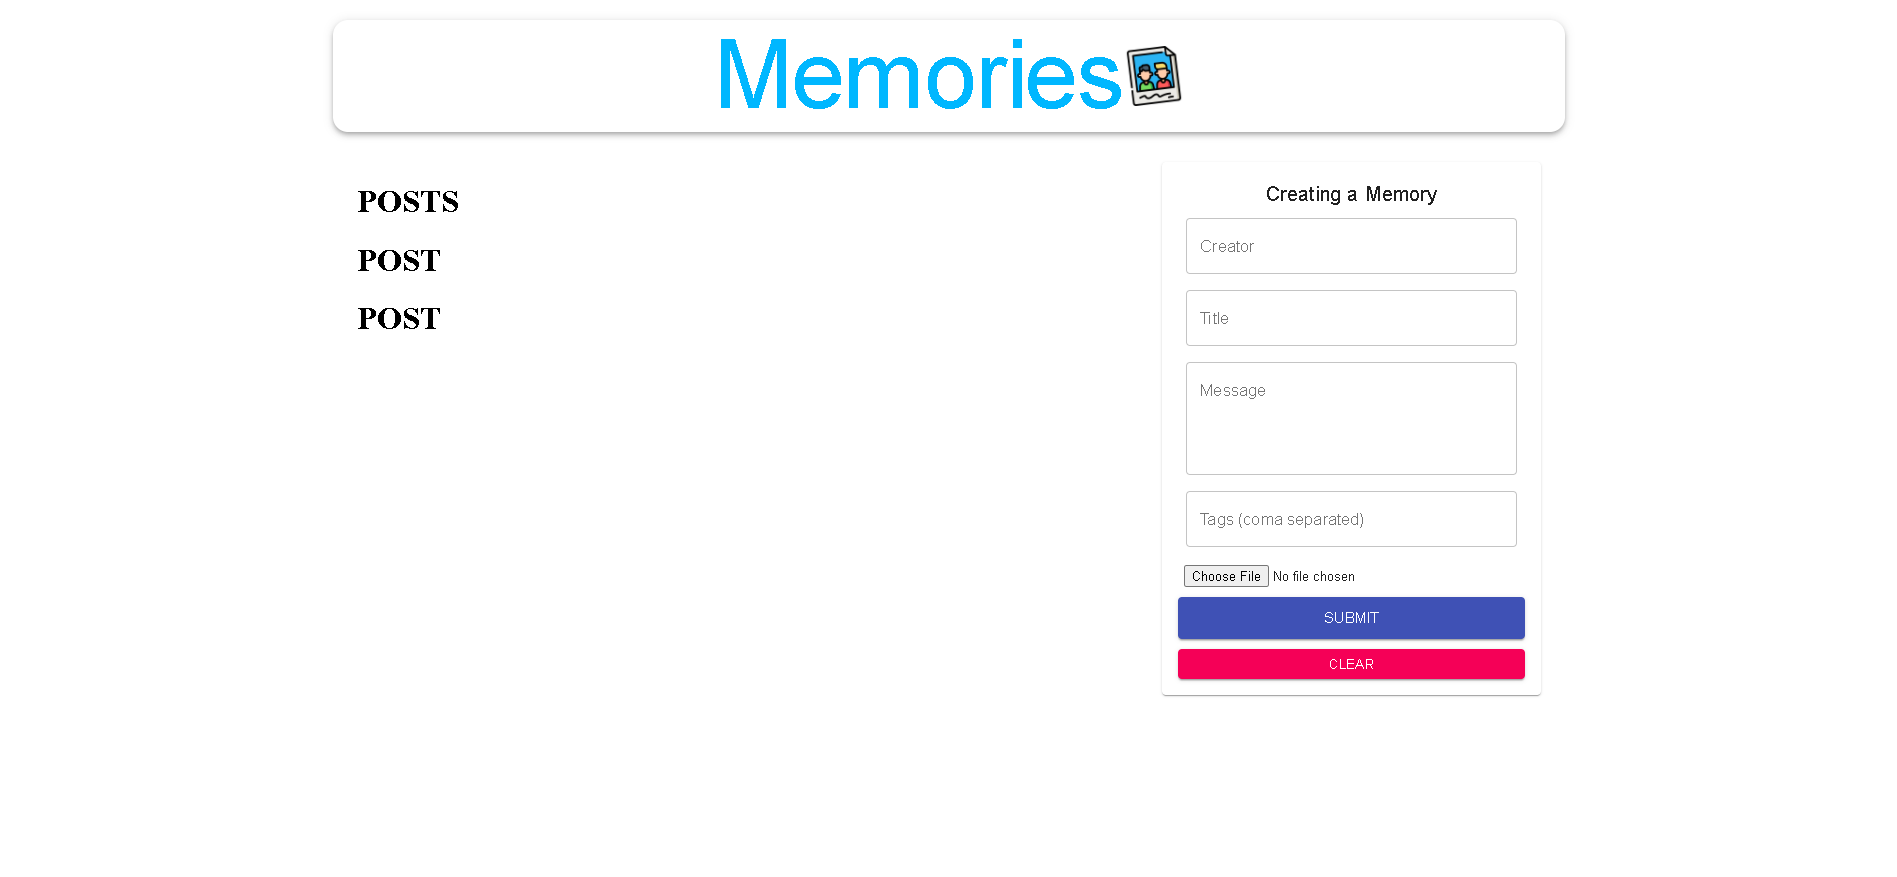 Memories
POSTS
POST
POST
Creating a Memory
Creator
Title
Message
Tags (coma separated)
Choose File No file chosen
SUBMIT
CLEAR